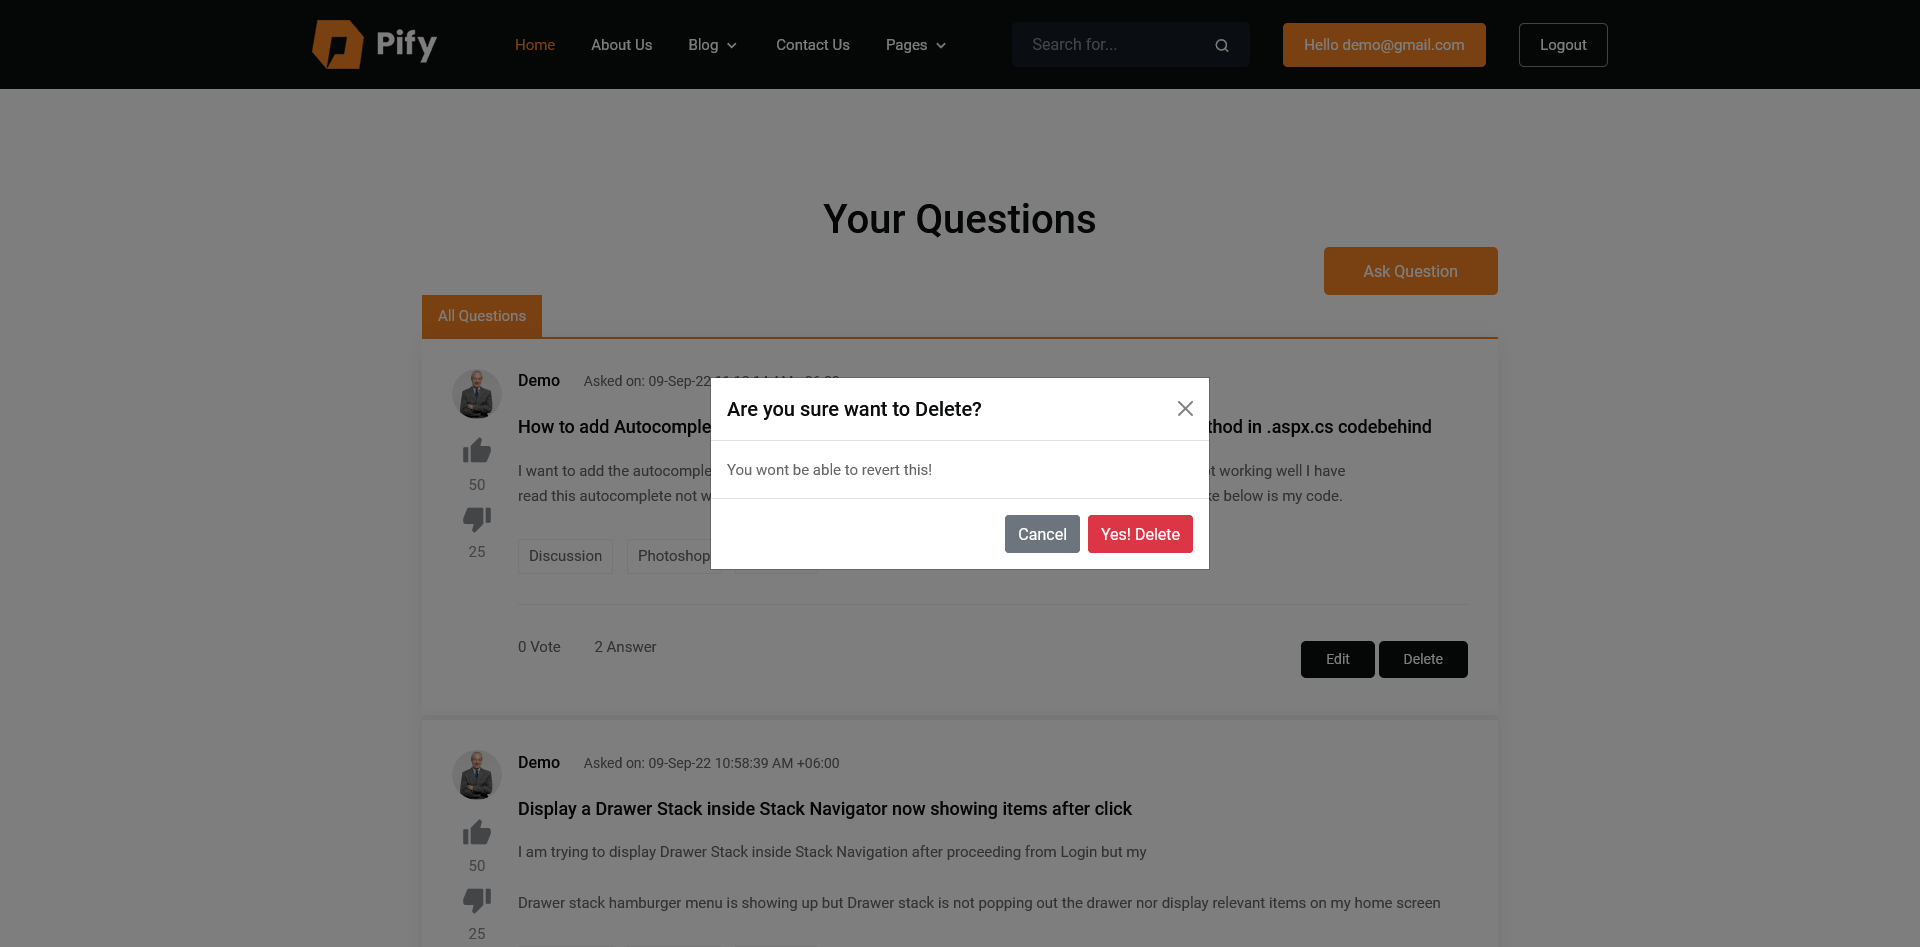 Pify
Home
About Us
Blog
Contact Us
Pages
Search for...
Hello demo@gmail.com
Logout
Your Questions
Ask Question
All Questions
Demo
Asked on: 09-Sep-22
How to add Autocomple
thod in .aspx.cs codebehind
I want to add the autocomple
t working well I have
read this autocomplete not w
ke below is my code.
50
25
Discussion
Photoshop
Are you sure want to Delete?
You wont be able to revert this!
Cancel
Yes! Delete
0 Vote
2 Answer
Edit
Delete
Demo
Asked on: 09-Sep-22 10:58:39 AM +06:00
Display a Drawer Stack inside Stack Navigator now showing items after click
I am trying to display Drawer Stack inside Stack Navigation after proceeding from Login but my
50
Drawer stack hamburger menu is showing up but Drawer stack is not popping out the drawer nor display relevant items on my home screen
25